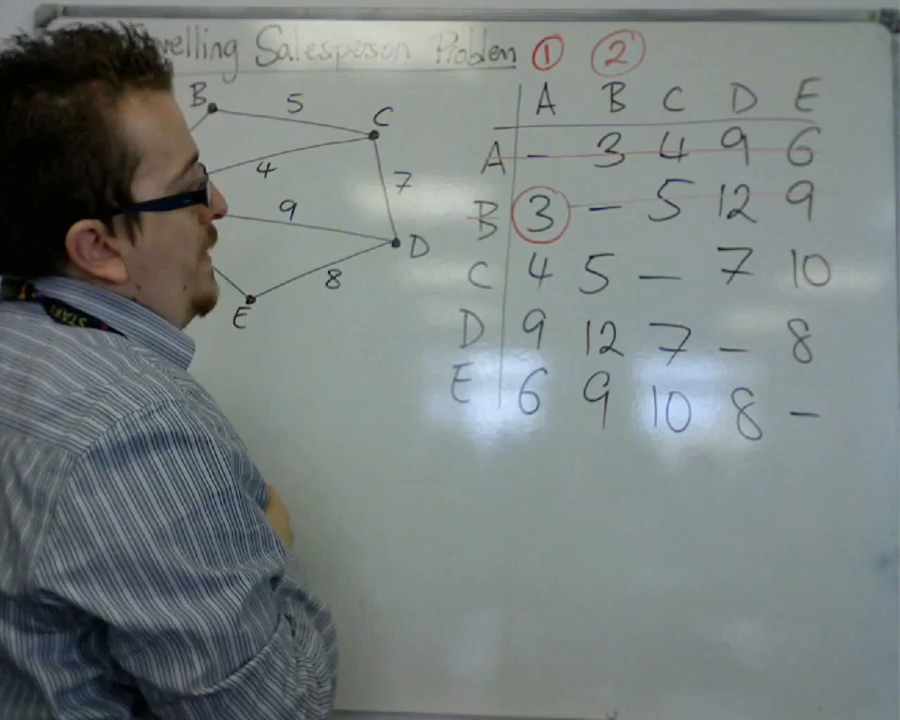 velling Salesperson Problem 1 2
B 5 C
4
7
9
D
8
E
A B C D E
A - 3 4 9 6
B 3 - 5 12 9
C 4 5 - 7 10
D 9 12 7 - 8
E 6 9 10 8 -
STAFF